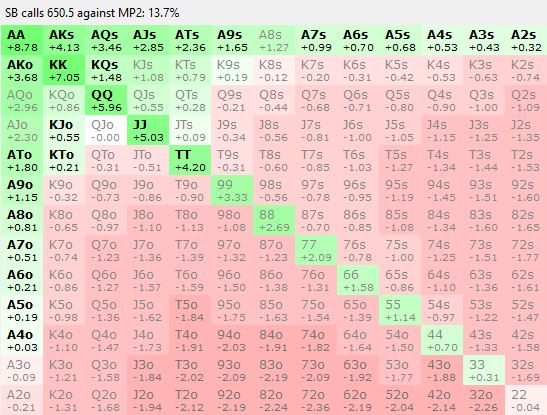 SB calls 650.5 against MP2: 13.7%
AA AKs AQs AJs ATs A9s A8s A7s A6s A5s A4s A3s A2s
+8.78 +4.13 +3.46 +2.85 +2.36 +1.65 +1.27 +0.99 +0.70 +0.68 +0.53 +0.43 +0.32
AKo KK KQs KJs KTs K9s K8s K7s K6s K5s K4s K3s K2s
+3.68 +7.05 +1.48 +1.08 +0.79 +0.19 -0.12 -0.20 -0.31 -0.42 -0.53 -0.63 -0.74
AQo KQo QQ QJs QTs Q9s Q8s Q7s Q6s Q5s Q4s Q3s Q2s
+2.96 +0.86 +5.96 +0.55 +0.28 -0.21 -0.44 -0.68 -0.71 -0.80 -0.90 -1.00 -1.09
AJo KJo QJo JJ JTs J9s J8s J7s J6s J5s J4s J3s J2s
+2.30 +0.55 -0.00 +5.03 +0.09 -0.34 -0.56 -0.81 -1.00 -1.05 -1.15 -1.25 -1.35
ATo KTo QTo JTo TT T9s T8s T7s T6s T5s T4s T3s T2s
+1.80 +0.21 -0.31 -0.51 +4.20 -0.31 -0.60 -0.85 -1.03 -1.27 -1.34 -1.44 -1.53
A9o K9o Q9o J9o T9o 99 98s 97s 96s 95s 94s 93s 92s
+1.15 -0.32 -0.73 -0.86 -0.90 +3.33 -0.56 -0.78 -0.95 -1.19 -1.45 -1.51 -1.60
A8o K8o Q8o J8o T8o 98o 88 87s 86s 85s 84s 83s 82s
+0.81 -0.65 -0.97 -1.10 -1.13 -1.08 +2.69 -0.70 -0.85 -1.08 -1.34 -1.60 -1.65
A7o K7o Q7o J7o T7o 97o 87o 77 76s 75s 74s 73s 72s
+0.51 -0.74 -1.23 -1.36 -1.39 -1.32 -1.23 +2.09 -0.78 -1.00 -1.25 -1.51 -1.77
A6o K6o Q6o J6o T6o 96o 86o 76o 66 65s 64s 63s 62s
+0.21 -0.86 -1.27 -1.57 -1.59 -1.50 -1.38 -1.31 +1.58 -0.86 -1.10 -1.36 -1.61
A5o K5o Q5o J5o T5o 95o 85o 75o 65o 55 54s 53s 52s
+0.19 -0.98 -1.36 -1.62 -1.84 -1.75 -1.63 -1.54 -1.39 +1.14 -0.97 -1.22 -1.47
A4o K4o Q4o J4o T4o 94o 84o 74o 64o 54o 44 43s 42s
+0.03 -1.10 -1.47 -1.73 -1.91 -2.03 -1.91 -1.82 -1.64 -1.50 +0.70 -1.33 -1.58
A3o K3o Q3o J3o T3o 93o 83o 73o 63o 53o 43o 33 32s
-0.09 -1.21 -1.58 -1.84 -2.02 -2.09 -2.19 -2.09 -1.92 -1.77 -1.88 +0.31 -1.69
A2o K2o Q2o J2o T2o 92o 82o 72o 62o 52o 42o 32o 22
-0.21 -1.31 -1.68 -1.94 -2.12 -2.19 -2.24 -2.36 -2.19 -2.04 -2.14 -2.26 -0.04